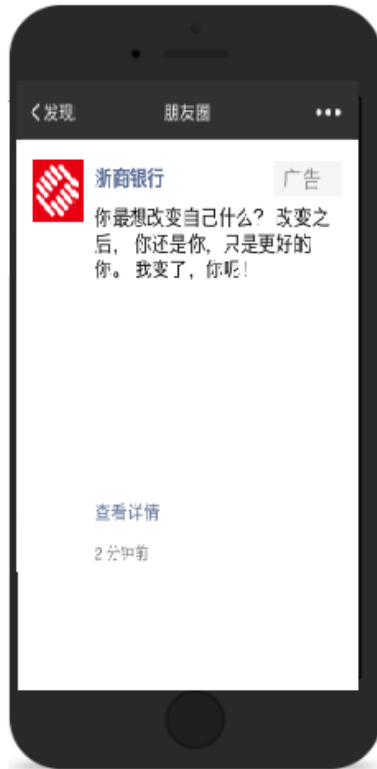 发现
朋友圈
浙商银行
广告
你最想改变自己什么？改变之
后，你还是你，只是更好的
你。我变了，你呢！
查看详情
2分钟前